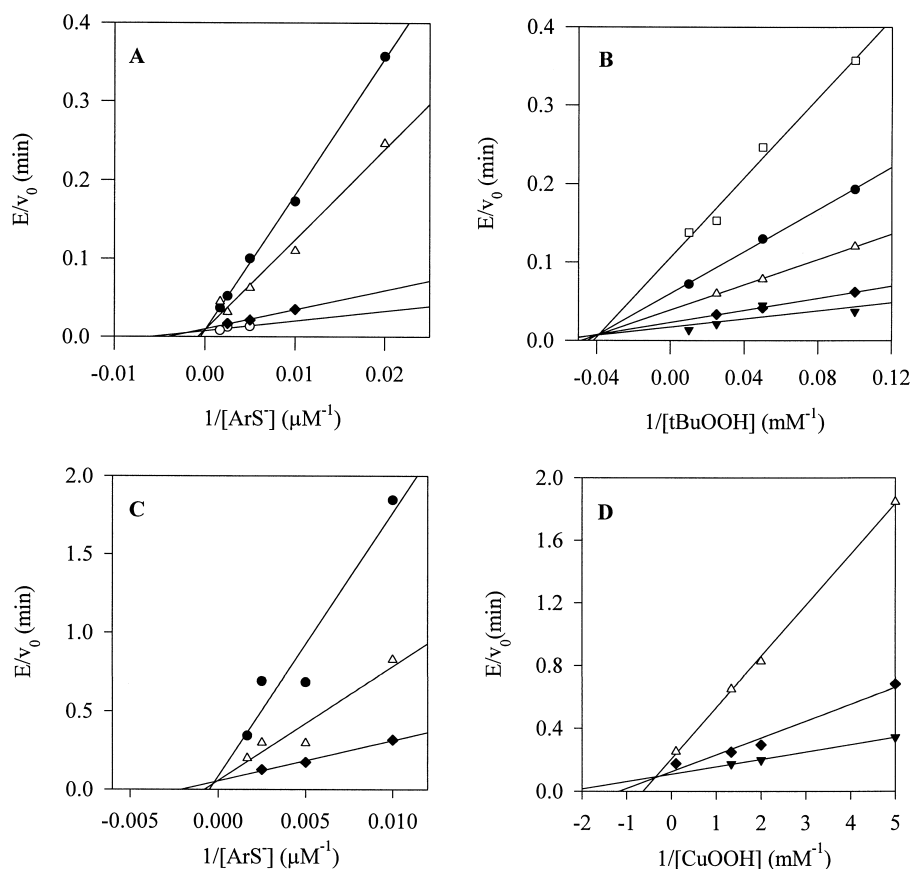 A
E/v0 (min)
0.4
0.3
0.2
0.1
0.0
-0.01 0.00 0.01 0.02
1/[ArS-] (μM-1)
B
E/v0 (min)
0.4
0.3
0.2
0.1
0.0
-0.04 0.00 0.04 0.08 0.12
1/[tBuOOH] (mM-1)
C
E/v0 (min)
2.0
1.5
1.0
0.5
0.0
-0.005 0.000 0.005 0.010
1/[ArS-] (μM-1)
D
E/v0(min)
2.0
1.6
1.2
0.8
0.4
0.0
-2 -1 0 1 2 3 4 5
1/[CuOOH] (mM-1)